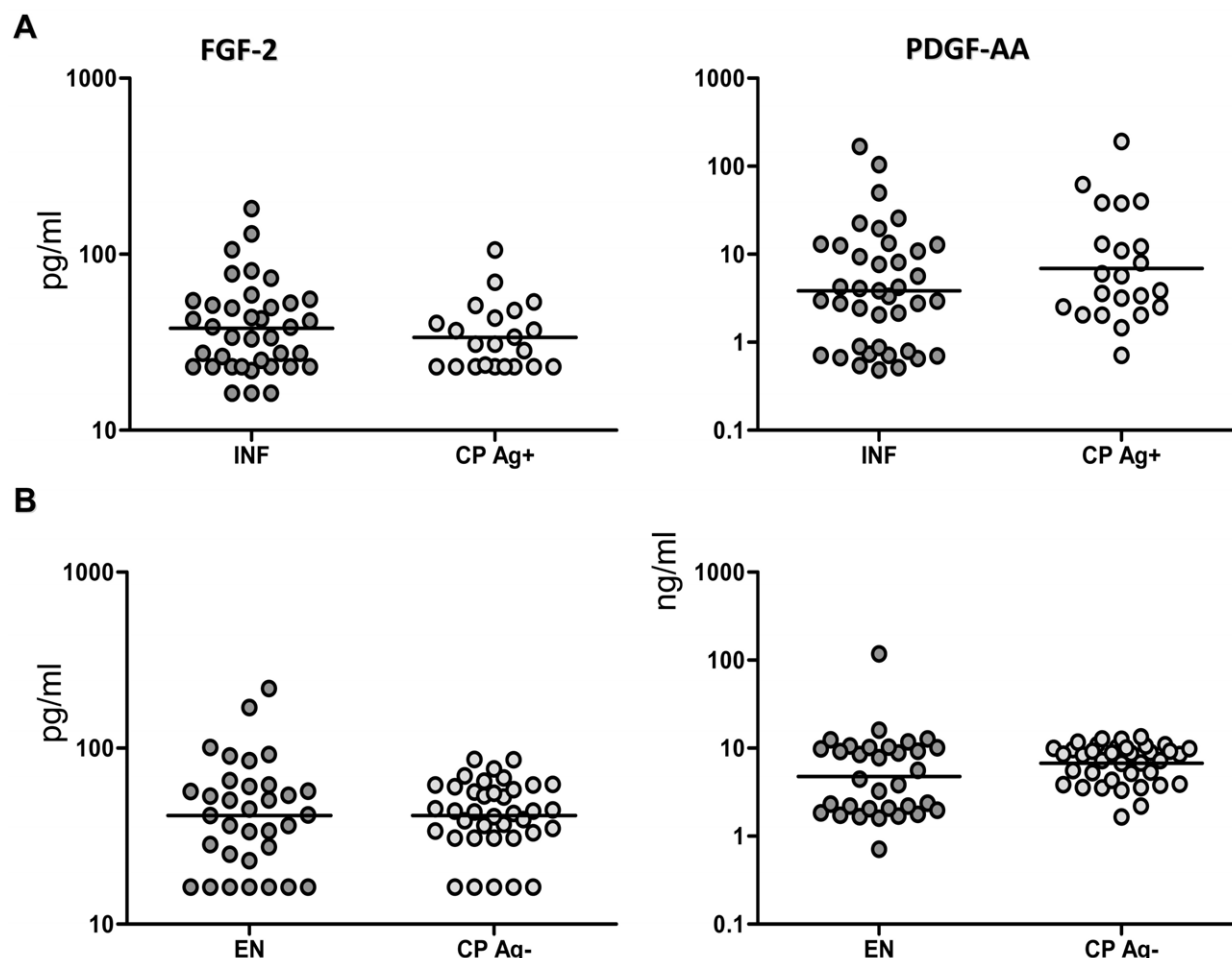 A
FGF-2
PDGF-AA
1000
100
10
pg/ml
INF
CP Ag+
1000
100
10
1
0.1
INF
CP Ag+
B
1000
100
10
pg/ml
EN
CP Ag-
ng/ml
1000
100
10
1
0.1
EN
CP Ag-